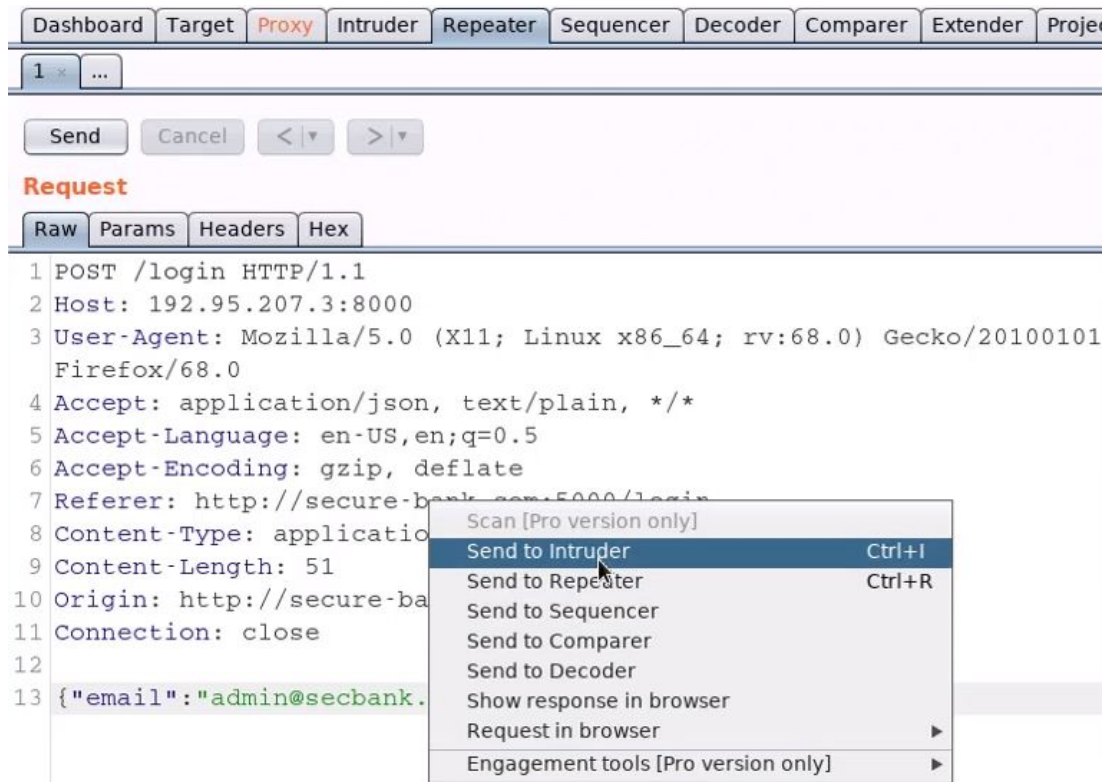 Dashboard Target Proxy Intruder Repeater Sequencer Decoder Comparer Extender Projec
1 × ...
Send Cancel < ▾ > ▾
Request
Raw Params Headers Hex
1 POST /login HTTP/1.1
2 Host: 192.95.207.3:8000
3 User-Agent: Mozilla/5.0 (X11; Linux x86_64; rv:68.0) Gecko/20100101
Firefox/68.0
4 Accept: application/json, text/plain, */*
5 Accept-Language: en-US,en;q=0.5
6 Accept-Encoding: gzip, deflate
7 Referer: http://secure-bank.com:5000/login
8 Content-Type: applicatio
9 Content-Length: 51
10 Origin: http://secure-ba
11 Connection: close
12
13 {"email":"admin@secbank.
Scan [Pro version only]
Send to Intruder Ctrl+I
Send to Repeater Ctrl+R
Send to Sequencer
Send to Comparer
Send to Decoder
Show response in browser
Request in browser
Engagement tools [Pro version only]